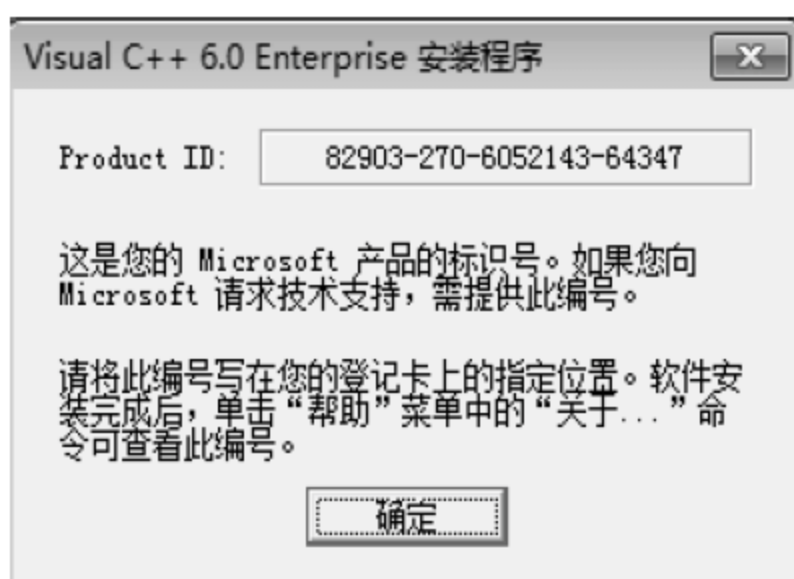 Visual C++ 6.0 Enterprise 安装程序
Product ID: 82903-270-6052143-64347
这是您的 Microsoft 产品的标识号。如果您向
Microsoft 请求技术支持，需提供此编号。
请将此编号写在您的登记卡上的指定位置。软件安
装完成后，单击“帮助”菜单中的“关于...”命
令可查看此编号。
确定